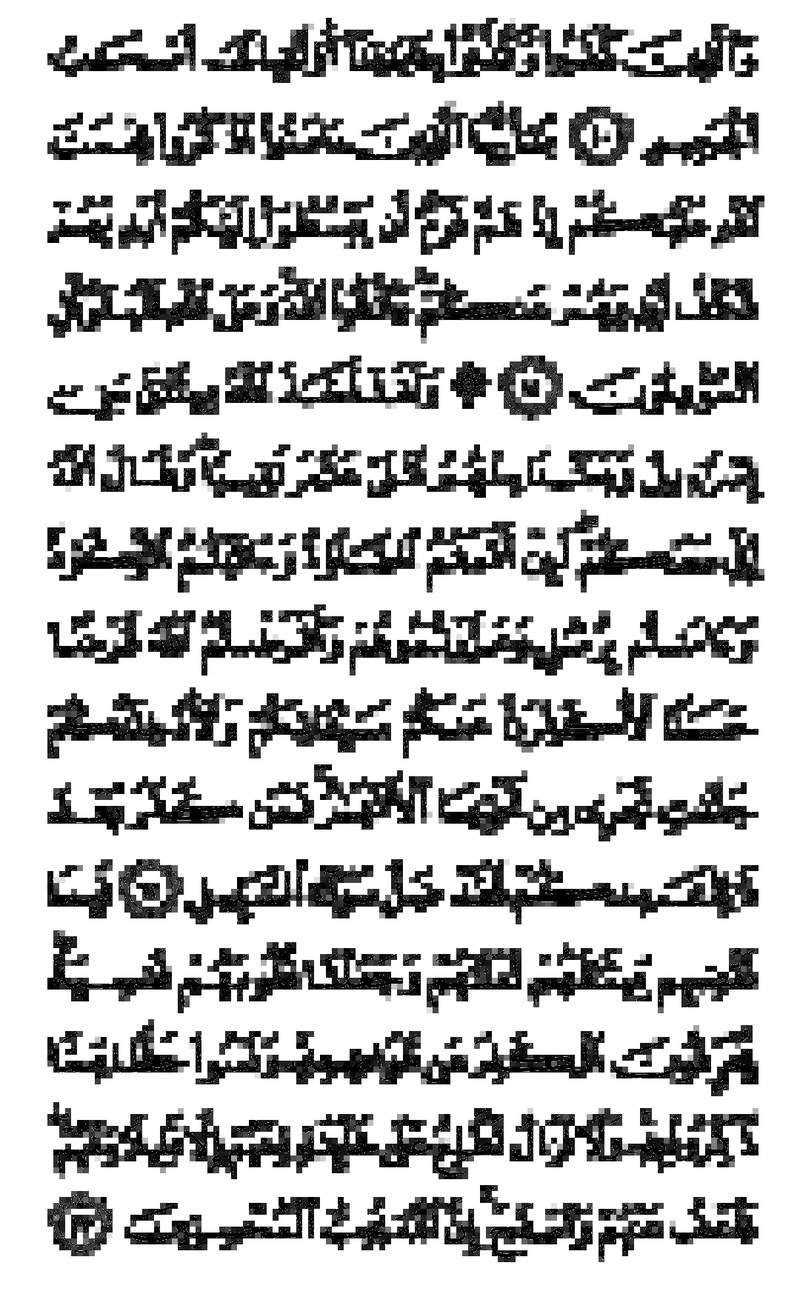 وَالَّذِينَ كَفَرُوا وَكَذَّبُوا بِآيَاتِنَا أُولَٰئِكَ أَصْحَابُ
الْجَحِيمِ ١٠ يَا أَيُّهَا الَّذِينَ آمَنُوا اذْكُرُوا نِعْمَتَ
اللَّهِ عَلَيْكُمْ إِذْ هَمَّ قَوْمٌ أَنْ يَبْسُطُوا إِلَيْكُمْ أَيْدِيَهُمْ
فَكَفَّ أَيْدِيَهُمْ عَنْكُمْ وَاتَّقُوا اللَّهَ وَعَلَى اللَّهِ فَلْيَتَوَكَّلِ
الْمُؤْمِنُونَ ١١ ۞ وَلَقَدْ أَخَذَ اللَّهُ مِيثَاقَ بَنِي
إِسْرَائِيلَ وَبَعَثْنَا مِنْهُمُ اثْنَيْ عَشَرَ نَقِيبًا وَقَالَ اللَّهُ
إِنِّي مَعَكُمْ لَئِنْ أَقَمْتُمُ الصَّلَاةَ وَآتَيْتُمُ الزَّكَاةَ
وَآمَنْتُمْ بِرُسُلِي وَعَزَّرْتُمُوهُمْ وَأَقْرَضْتُمُ اللَّهَ قَرْضًا
حَسَنًا لَأُكَفِّرَنَّ عَنْكُمْ سَيِّئَاتِكُمْ وَلَأُدْخِلَنَّكُمْ
جَنَّاتٍ تَجْرِي مِنْ تَحْتِهَا الْأَنْهَارُ فَمَنْ كَفَرَ بَعْدَ
ذَٰلِكَ مِنْكُمْ فَقَدْ ضَلَّ سَوَاءَ السَّبِيلِ ١٢ فَبِمَا
نَقْضِهِمْ مِيثَاقَهُمْ لَعَنَّاهُمْ وَجَعَلْنَا قُلُوبَهُمْ قَاسِيَةً
يُحَرِّفُونَ الْكَلِمَ عَنْ مَوَاضِعِهِ وَنَسُوا حَظًّا مِمَّا
ذُكِّرُوا بِهِ وَلَا تَزَالُ تَطَّلِعُ عَلَىٰ خَائِنَةٍ مِنْهُمْ إِلَّا قَلِيلًا مِنْهُمْ
فَاعْفُ عَنْهُمْ وَاصْفَحْ إِنَّ اللَّهَ يُحِبُّ الْمُحْسِنِينَ ١٣